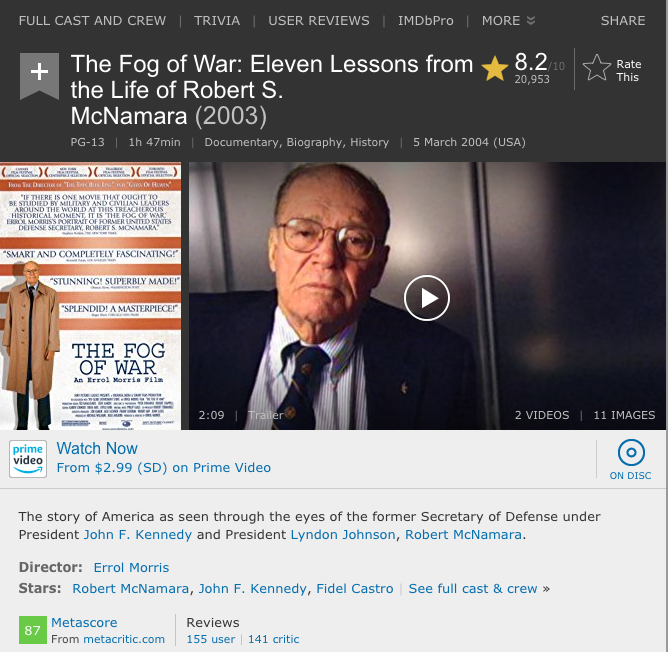 FULL CAST AND CREW | TRIVIA | USER REVIEWS | IMDbPro | MORE SHARE
+ The Fog of War: Eleven Lessons from
the Life of Robert S.
McNamara (2003)
8.2/10
20,953
Rate
This
PG-13 | 1h 47min | Documentary, Biography, History | 5 March 2004 (USA)
FROM THE DIRECTOR OF "THE THIN BLUE LINE" AND "GATES OF HEAVEN"
"IF THERE IS ONE MOVIE THAT OUGHT TO
BE STUDIED BY MILITARY AND CIVILIAN LEADERS
AROUND THE WORLD AT THIS TREACHEROUS
HISTORICAL MOMENT, IT IS 'THE FOG OF WAR,'
ERROL MORRIS'S PORTRAIT OF FORMER UNITED STATES
DEFENSE SECRETARY, ROBERT S. MCNAMARA."
"SMART AND COMPLETELY FASCINATING!"
"STUNNING! SUPERBLY MADE!"
"SPLENDID! A MASTERPIECE!"
THE FOG
OF WAR
An Errol Morris Film
2:09 | Trailer
2 VIDEOS | 11 IMAGES
prime
video
Watch Now
From $2.99 (SD) on Prime Video
ON DISC
The story of America as seen through the eyes of the former Secretary of Defense under
President John F. Kennedy and President Lyndon Johnson, Robert McNamara.
Director: Errol Morris
Stars: Robert McNamara, John F. Kennedy, Fidel Castro | See full cast & crew »
87 Metascore
From metacritic.com
Reviews
155 user | 141 critic